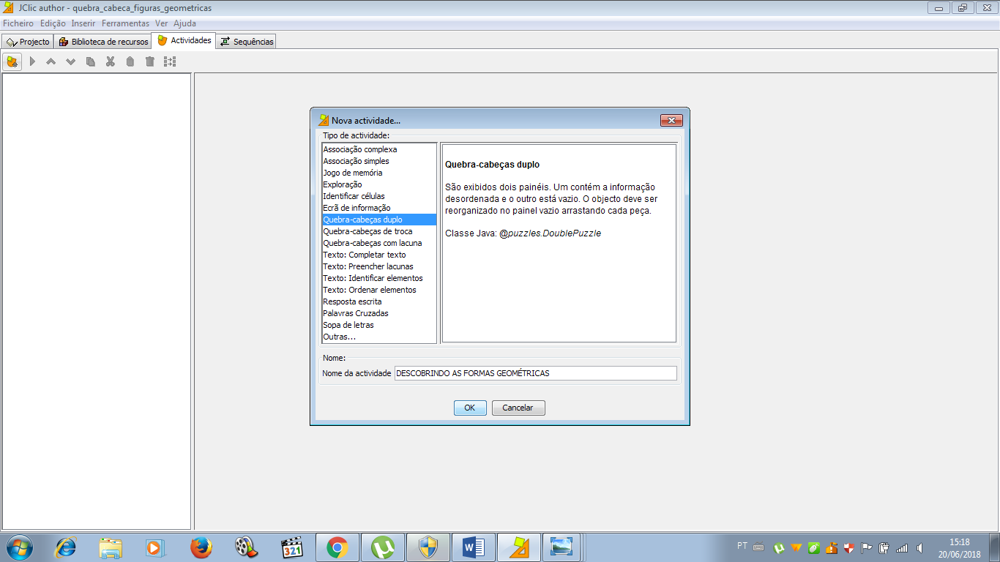 JClic author - quebra_cabeca_figuras_geometricas
Ficheiro Edição Inserir Ferramentas Ver Ajuda
Projecto Biblioteca de recursos Actividades Sequências
Nova actividade...
Tipo de actividade:
Associação complexa
Associação simples
Jogo de memória
Exploração
Identificar células
Ecrã de informação
Quebra-cabeças duplo
Quebra-cabeças de troca
Quebra-cabeças com lacuna
Texto: Completar texto
Texto: Preencher lacunas
Texto: Identificar elementos
Texto: Ordenar elementos
Resposta escrita
Palavras Cruzadas
Sopa de letras
Outras...
Quebra-cabeças duplo
São exibidos dois painéis. Um contém a informação
desordenada e o outro está vazio. O objecto deve ser
reorganizado no painel vazio arrastando cada peça.
Classe Java: @puzzles.DoublePuzzle
Nome:
Nome da actividade DESCOBRINDO AS FORMAS GEOMÉTRICAS
OK Cancelar
321
PT
15:18
20/06/2018